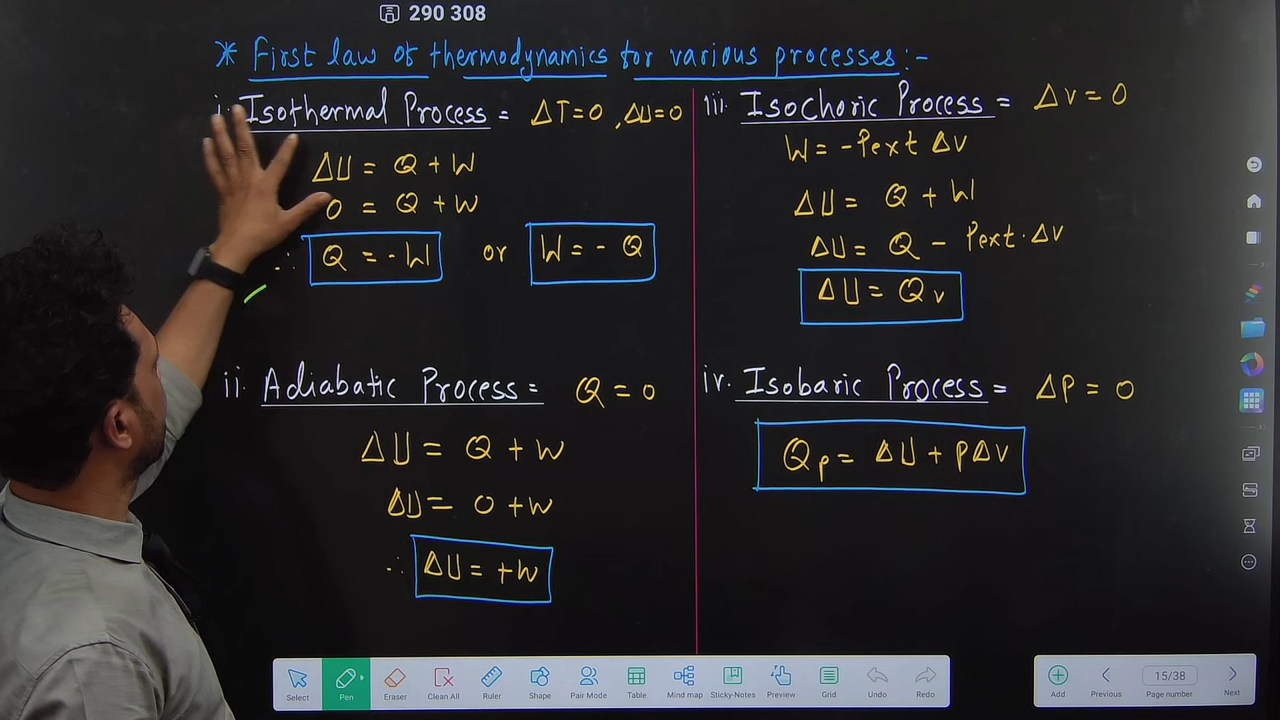 290 308
* First law of thermodynamics for various processes :-
i. Isothermal Process = ΔT=0 , ΔU=0
ΔU = Q + W
0 = Q + W
∴ Q = - W or W = - Q
ii. Adiabatic Process = Q = 0
ΔU = Q + W
ΔU = 0 + W
∴ ΔU = +W
iii. Isochoric Process = ΔV = 0
W = -Pext ΔV
ΔU = Q + W
ΔU = Q - Pext. ΔV
ΔU = Qv
iv. Isobaric Process = ΔP = 0
Qp = ΔU + PΔV
Select Pen Eraser Clean All Ruler Shape Pair Mode Table Mind map Sticky-Notes Preview Grid Undo Redo
Add Previous 15/38 Page number Next